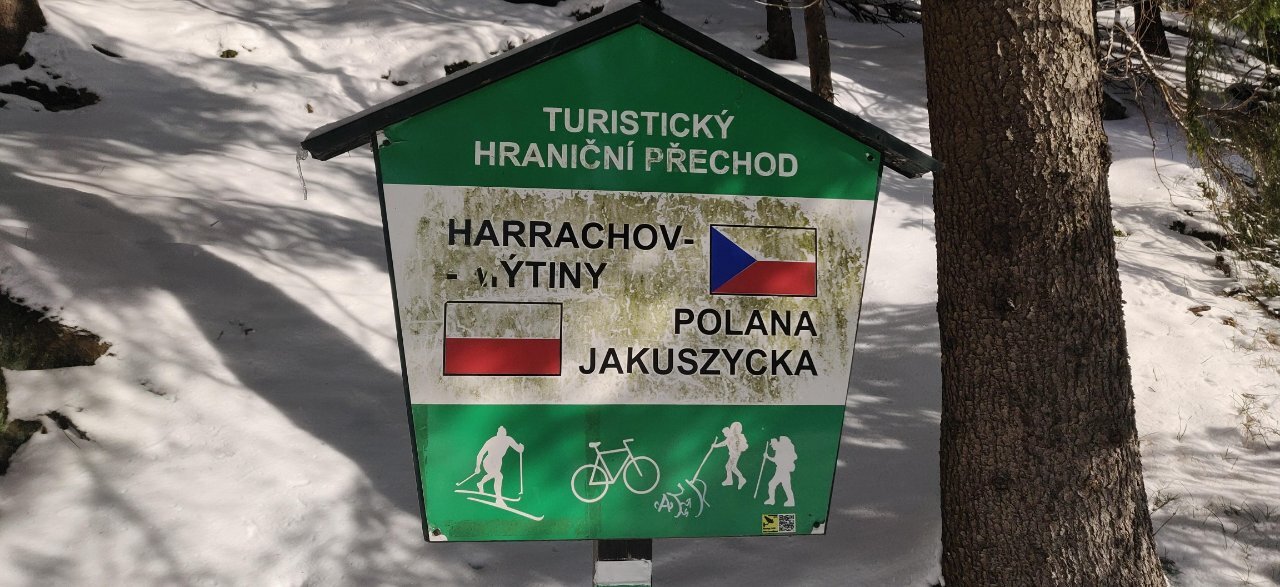 TURISTICKÝ
HRANIČNÍ PŘECHOD
HARRACHOV-
-
POLANA
JAKUSZYCKA